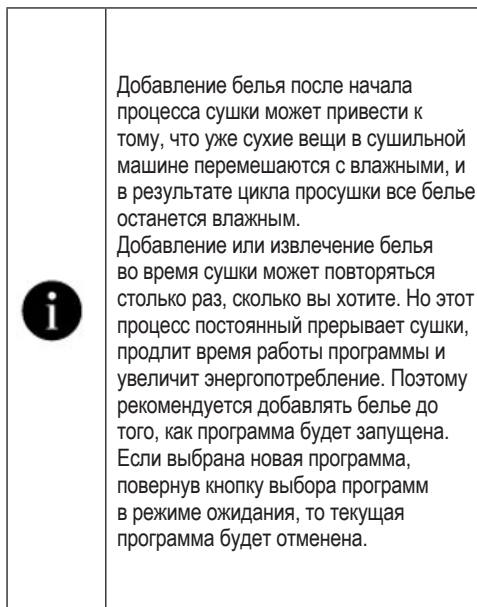 Добавление белья после начала
процесса сушки может привести к
тому, что уже сухие вещи в сушильной
машине перемешаются с влажными, и
в результате цикла просушки все белье
останется влажным.
Добавление или извлечение белья
во время сушки может повторяться
столько раз, сколько вы хотите. Но этот
процесс постоянный прерывает сушки,
продлит время работы программы и
увеличит энергопотребление. Поэтому
рекомендуется добавлять белье до
того, как программа будет запущена.
Если выбрана новая программа,
повернув кнопку выбора программ
в режиме ожидания, то текущая
программа будет отменена.